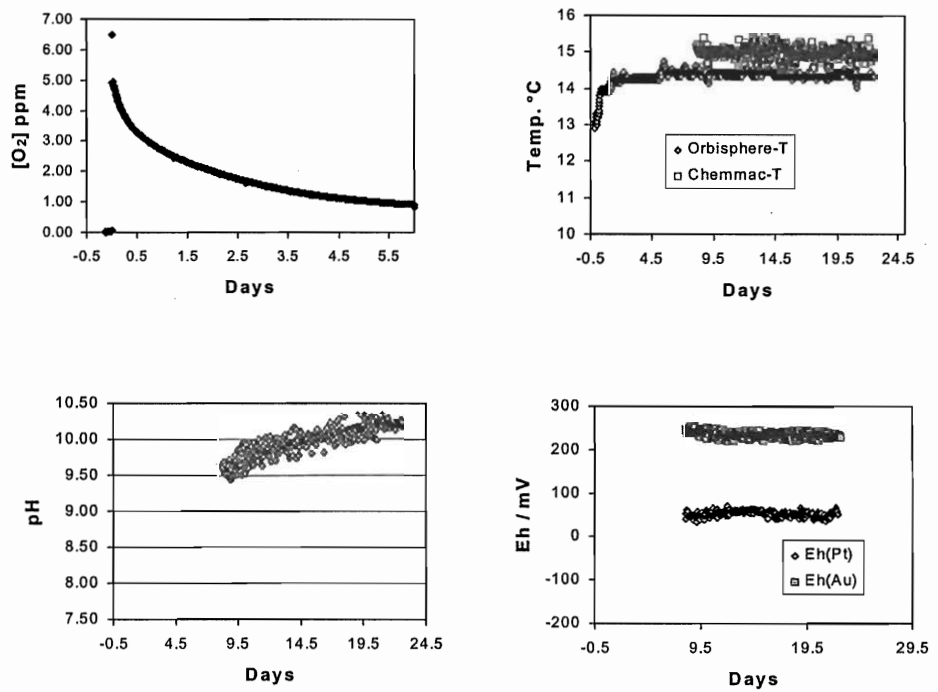 7.00
6.00
5.00
4.00
3.00
2.00
1.00
0.00
[O₂] ppm
-0.5 0.5 1.5 2.5 3.5 4.5 5.5
Days
16
15
14
13
12
11
10
Temp. °C
Orbisphere-T
Chemmac-T
-0.5 4.5 9.5 14.5 19.5 24.5
Days
10.50
10.00
9.50
9.00
8.50
8.00
7.50
pH
-0.5 4.5 9.5 14.5 19.5 24.5
Days
300
200
100
0
-100
-200
Eh / mV
Eh(Pt)
Eh(Au)
-0.5 9.5 19.5 29.5
Days